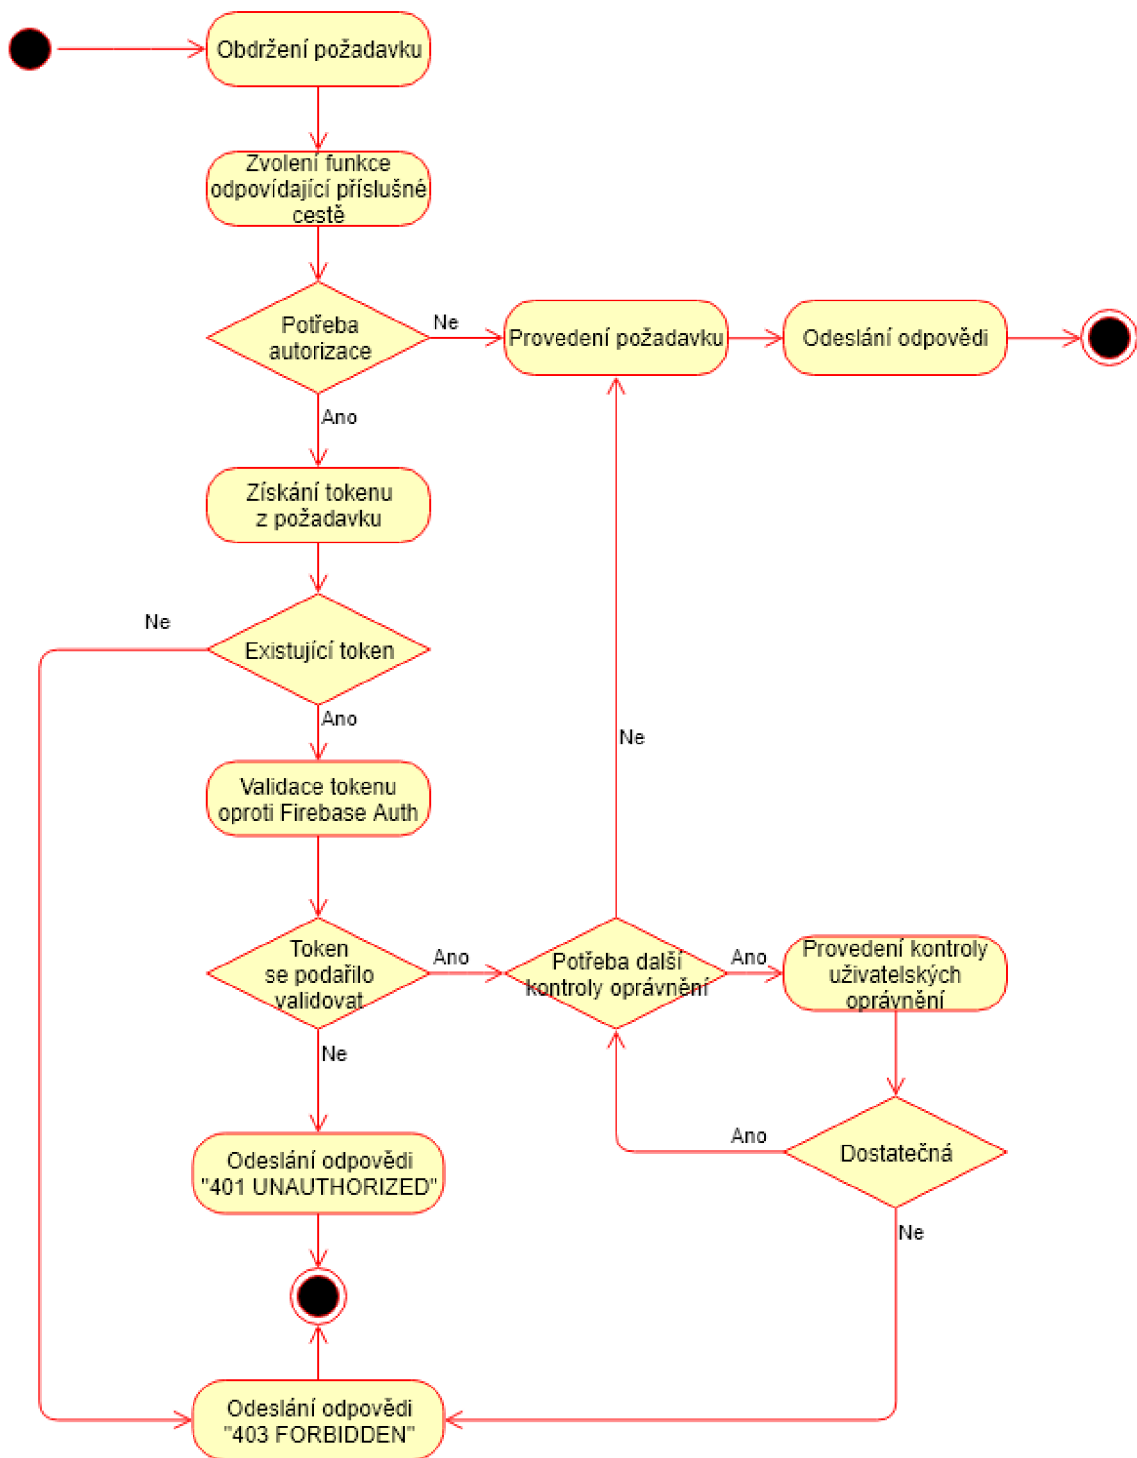 Obdržení požadavku
Zvolení funkce
odpovídající příslušné
cestě
Potřeba
autorizace
Ne
Provedení požadavku
Odeslání odpovědi
Ano
Získání tokenu
z požadavku
Ne
Existující token
Ano
Validace tokenu
oproti Firebase Auth
Ne
Token
se podařilo
validovat
Ano
Potřeba další
kontroly oprávnění
Ano
Provedení kontroly
uživatelských
oprávnění
Ne
Ano
Dostatečná
Odeslání odpovědi
"401 UNAUTHORIZED"
Ne
Odeslání odpovědi
"403 FORBIDDEN"